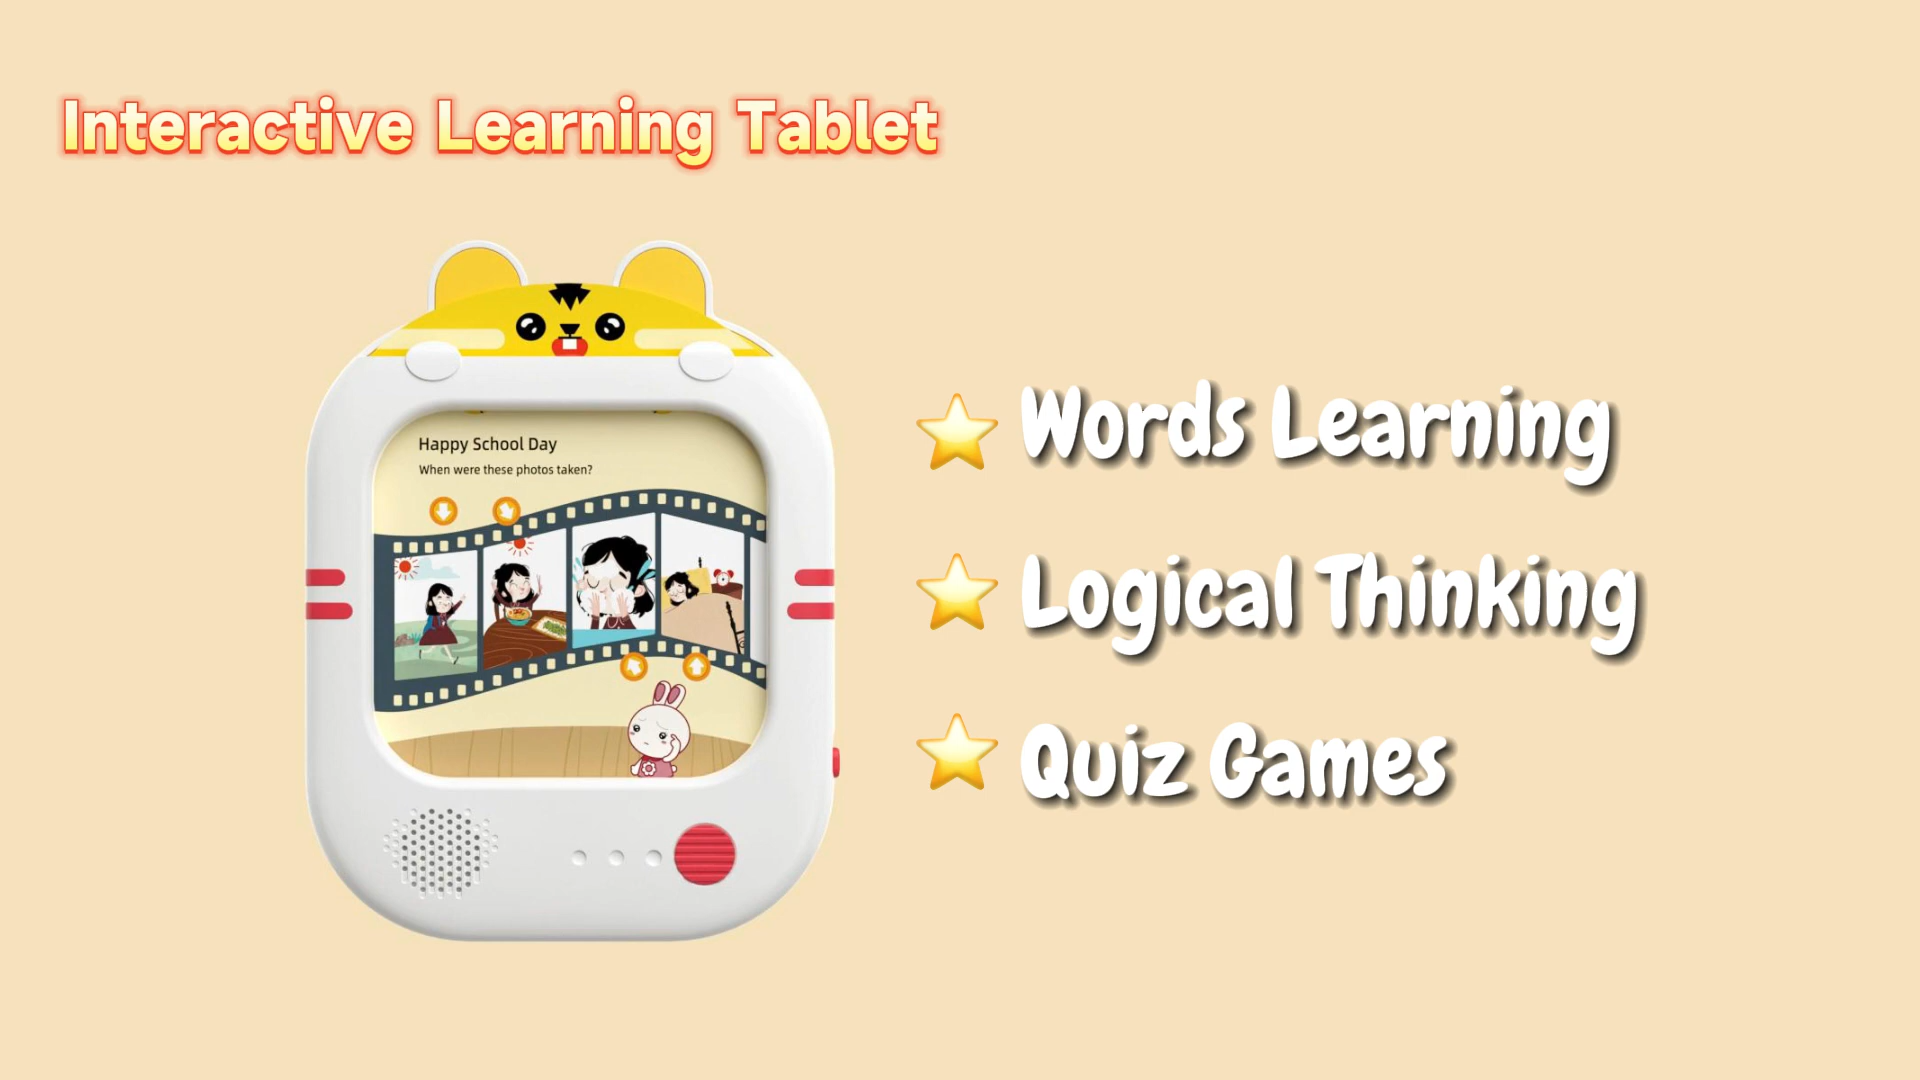 Interactive Learning Tablet
Happy School Day
When were these photos taken?
Words Learning
Logical Thinking
Quiz Games